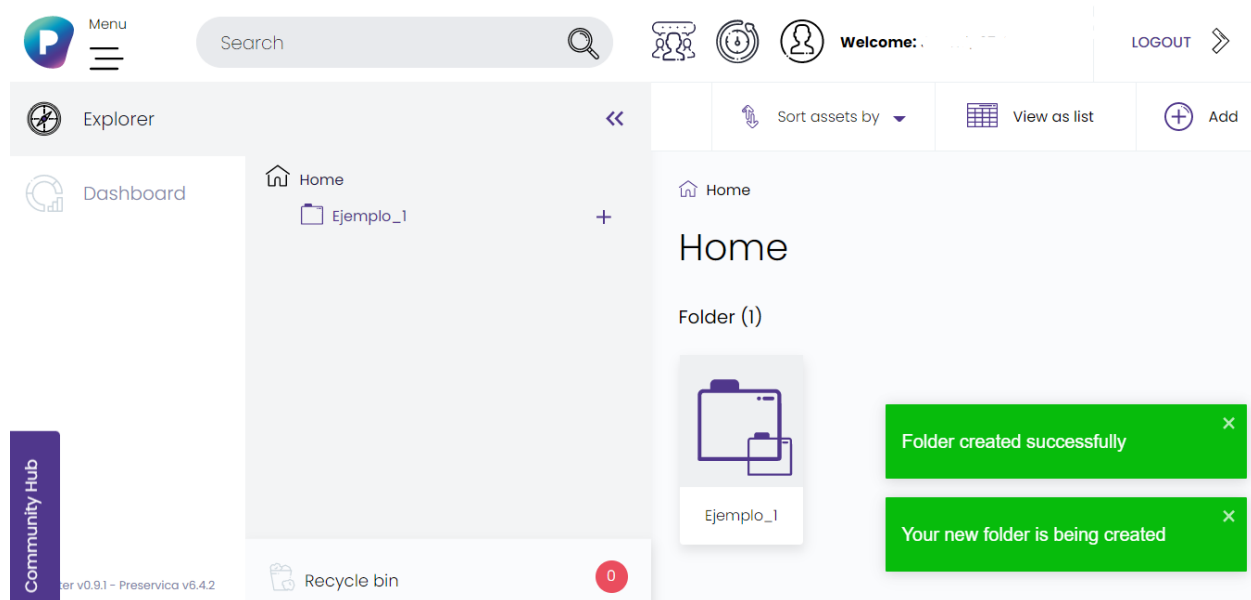 Menu
Search
Welcome:
LOGOUT
Explorer
Sort assets by
View as list
Add
Dashboard
Home
Ejemplo_1
Home
Home
Folder (1)
Ejemplo_1
Folder created successfully
Your new folder is being created
Community Hub
v0.9.1 - Preservica v6.4.2
Recycle bin
0